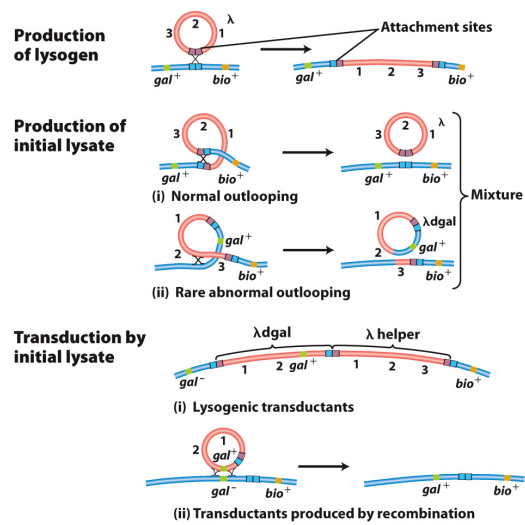 Production
of lysogen
2
3
1
λ
gal+
bio+
Attachment sites
gal+
1
2
3
bio+
Production of
initial lysate
2
3
1
gal+
bio+
(i) Normal outlooping
2
3
1
λ
gal+
bio+
Mixture
1
gal+
2
3
bio+
(ii) Rare abnormal outlooping
1
λdgal
gal+
2
3
bio+
Transduction by
initial lysate
λdgal
λ helper
gal−
1
2
gal+
1
2
3
bio+
(i) Lysogenic transductants
1
2
gal+
gal−
bio+
gal+
bio+
(ii) Transductants produced by recombination